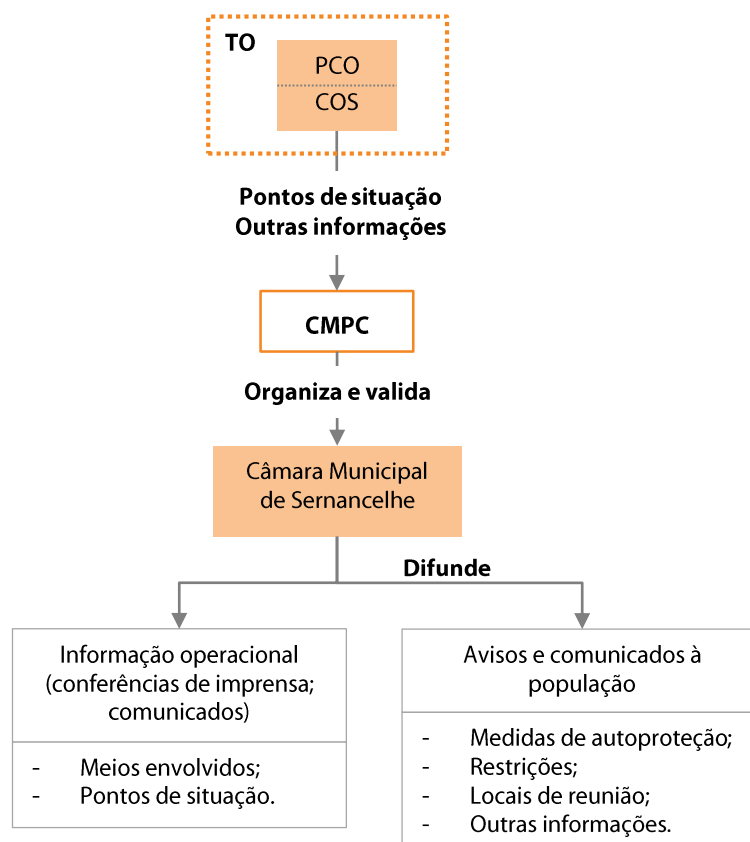 TO
PCO
COS
Pontos de situação
Outras informações
CMPC
Organiza e valida
Câmara Municipal
de Sernancelhe
Difunde
Informação operacional
(conferências de imprensa;
comunicados)
- Meios envolvidos;
- Pontos de situação.
Avisos e comunicados à
população
- Medidas de autoproteção;
- Restrições;
- Locais de reunião;
- Outras informações.